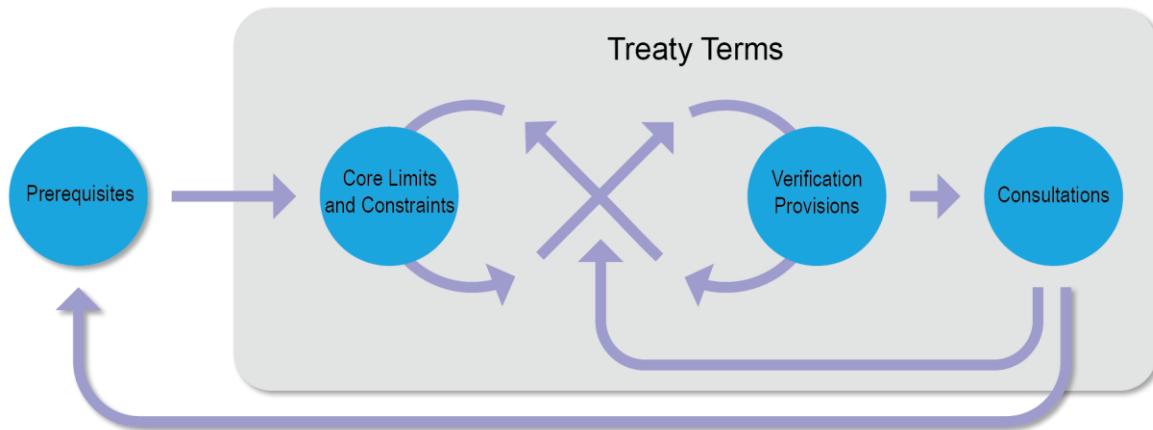 Treaty Terms
Prerequisites
Core Limits
and Constraints
Verification
Provisions
Consultations